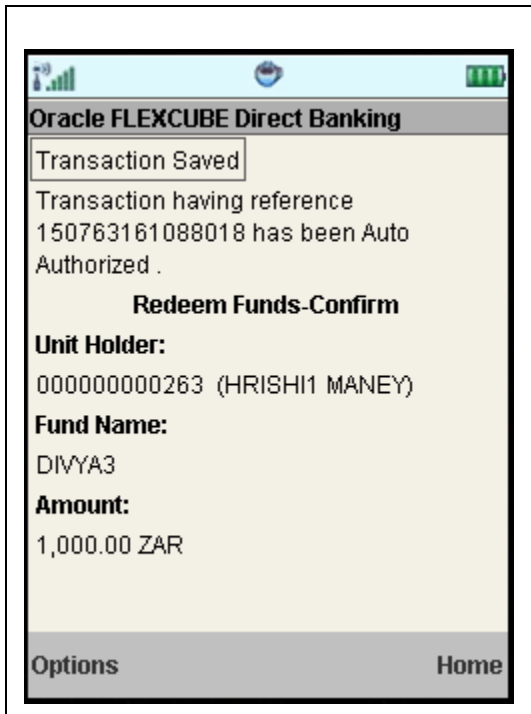 Oracle FLEXCUBE Direct Banking
Transaction Saved
Transaction having reference
150763161088018 has been Auto
Authorized .
Redeem Funds-Confirm
Unit Holder:
000000000263 (HRISHI1 MANEY)
Fund Name:
DIVYA3
Amount:
1,000.00 ZAR
Options Home